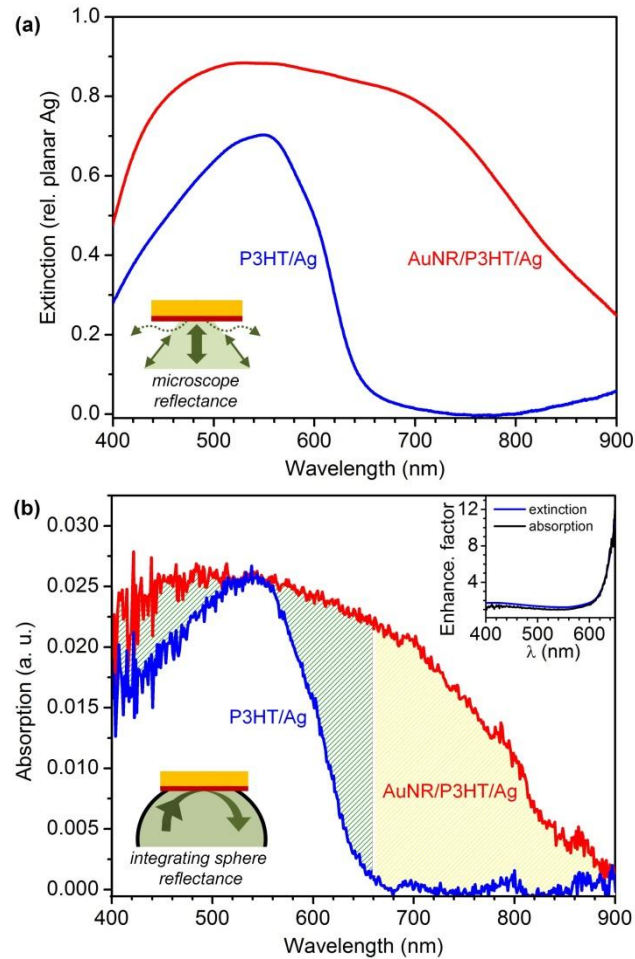 (a)
1.0
0.8
0.6
0.4
0.2
0.0
Extinction (rel. planar Ag)
P3HT/Ag
AuNR/P3HT/Ag
microscope
reflectance
400 500 600 700 800 900
Wavelength (nm)
(b)
0.030
0.025
0.020
0.015
0.010
0.005
0.000
Absorption (a. u.)
Enhance. factor
12
8
4
extinction
absorption
400 500 600
λ (nm)
P3HT/Ag
AuNR/P3HT/Ag
integrating sphere
reflectance
400 500 600 700 800 900
Wavelength (nm)